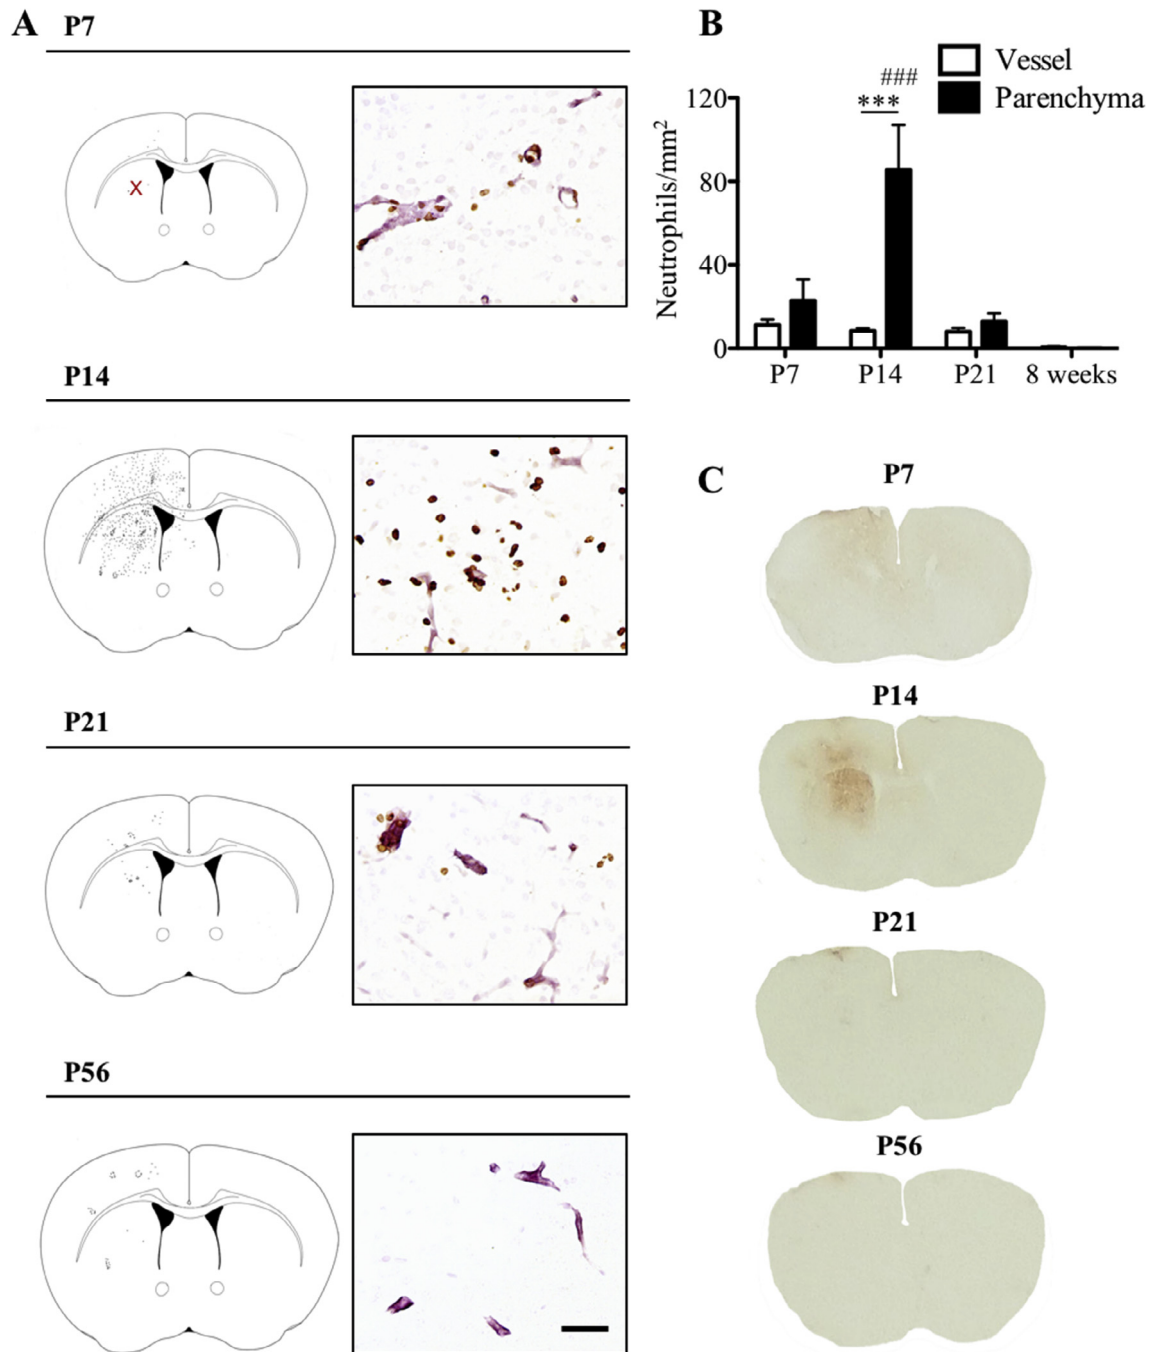 A
P7
X
P14
P21
P56
B
Vessel
Parenchyma
###
***
120
80
40
0
Neutrophils/mm²
P7 P14 P21 8 weeks
C
P7
P14
P21
P56